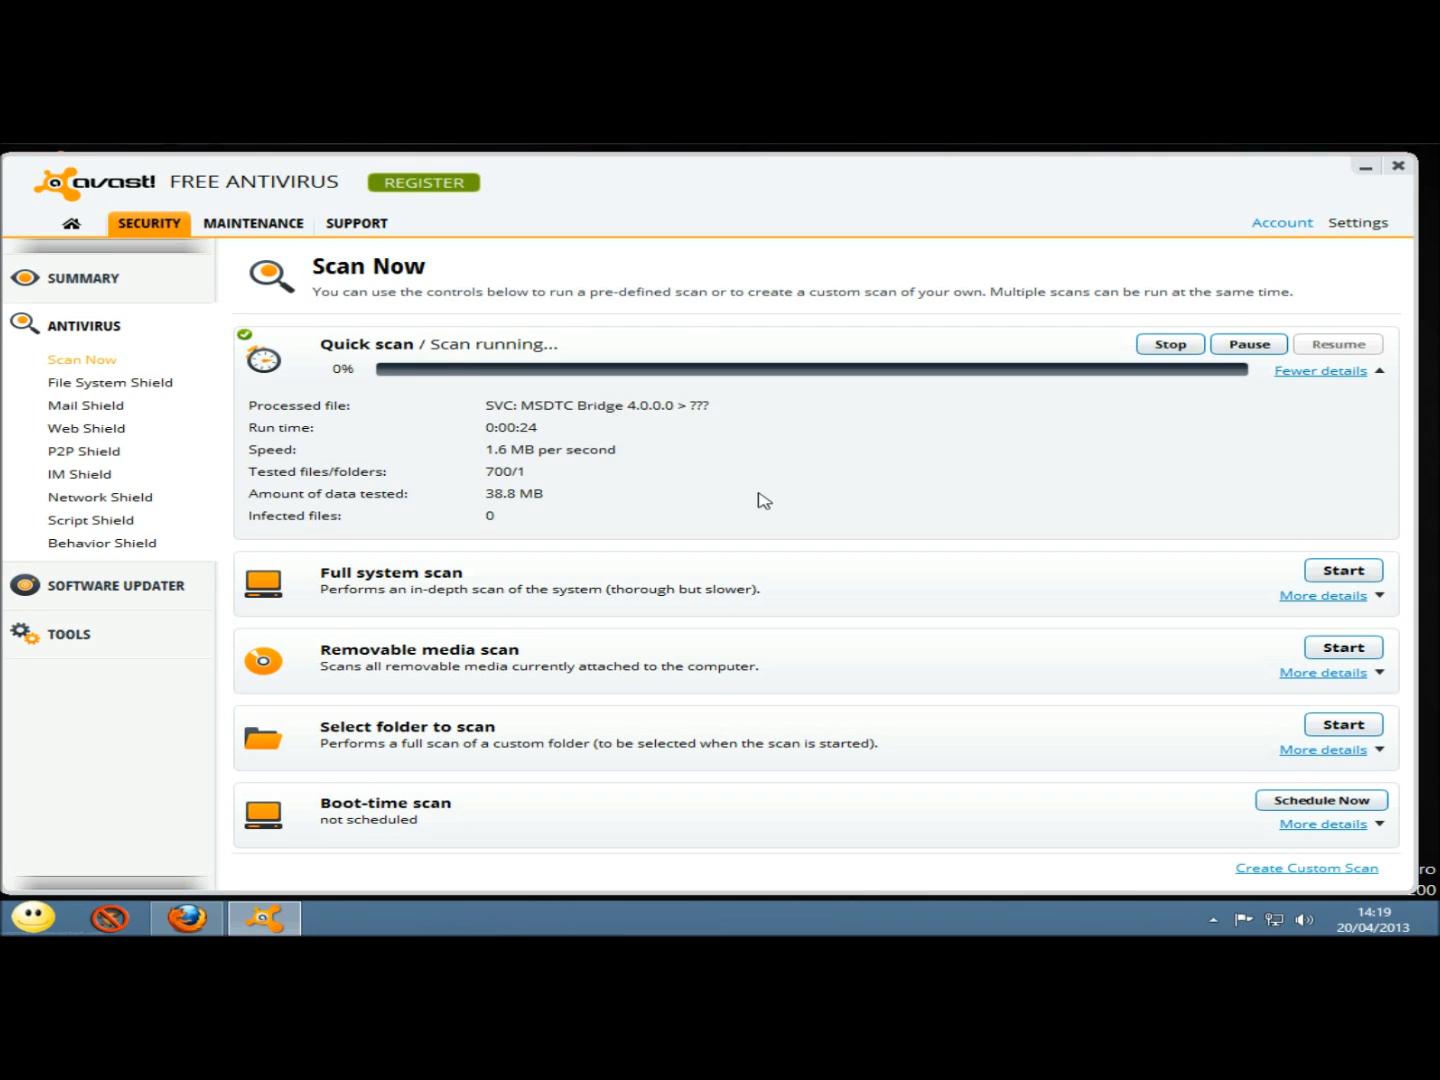 avast! FREE ANTIVIRUS REGISTER
SECURITY MAINTENANCE SUPPORT Account Settings
SUMMARY
ANTIVIRUS
Scan Now
File System Shield
Mail Shield
Web Shield
P2P Shield
IM Shield
Network Shield
Script Shield
Behavior Shield
SOFTWARE UPDATER
TOOLS
Scan Now
You can use the controls below to run a pre-defined scan or to create a custom scan of your own. Multiple scans can be run at the same time.
Quick scan / Scan running... Stop Pause Resume
0% Fewer details
Processed file: SVC: MSDTC Bridge 4.0.0.0 > ???
Run time: 0:00:24
Speed: 1.6 MB per second
Tested files/folders: 700/1
Amount of data tested: 38.8 MB
Infected files: 0
Full system scan Start
Performs an in-depth scan of the system (thorough but slower). More details
Removable media scan Start
Scans all removable media currently attached to the computer. More details
Select folder to scan Start
Performs a full scan of a custom folder (to be selected when the scan is started). More details
Boot-time scan Schedule Now
not scheduled More details
Create Custom Scan
14:19
20/04/2013